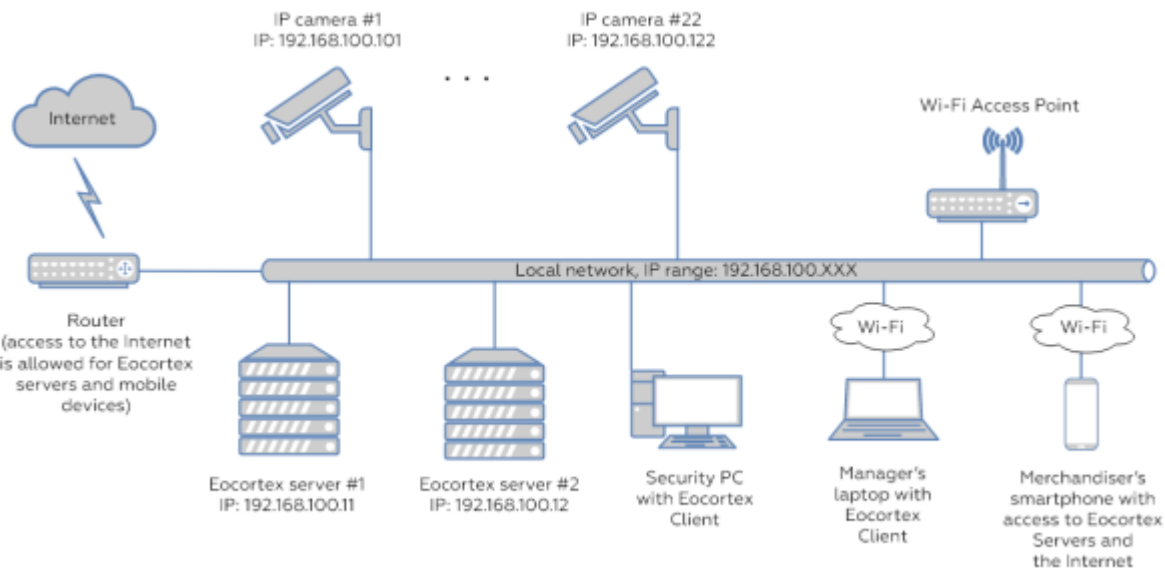 IP camera #1
IP: 192.168.100.101
. . .
IP camera #22
IP: 192.168.100.122
Internet
Wi-Fi Access Point
Local network, IP range: 192.168.100.XXX
Router
(access to the Internet
is allowed for Eocortex
servers and mobile
devices)
Wi-Fi
Wi-Fi
Eocortex server #1
IP: 192.168.100.11
Eocortex server #2
IP: 192.168.100.12
Security PC
with Eocortex
Client
Manager's
laptop with
Eocortex
Client
Merchandiser's
smartphone with
access to Eocortex
Servers and
the Internet